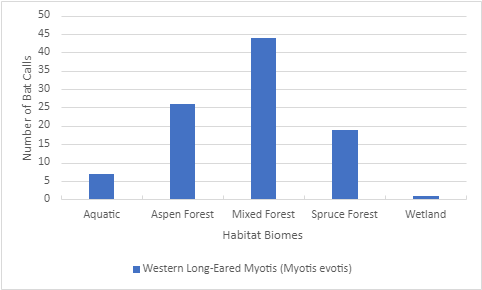 50
45
40
35
30
25
20
15
10
5
0
Number of Bat Calls
Aquatic Aspen Forest Mixed Forest Spruce Forest Wetland
Habitat Biomes
Western Long-Eared Myotis (Myotis evotis)